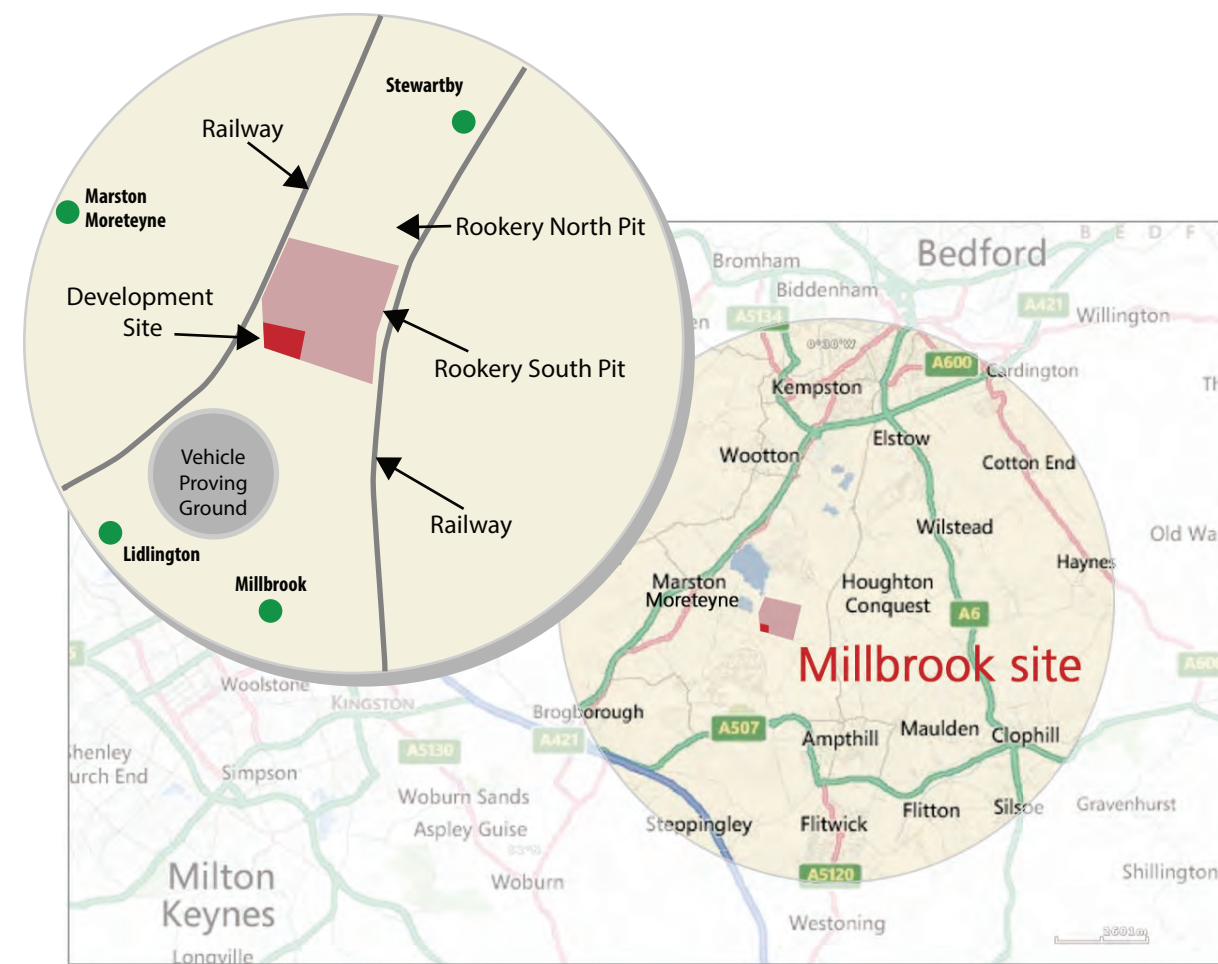 Stewartby
Railway
Marston
Moreteyne
Rookery North Pit
Development
Site
Rookery South Pit
Vehicle
Proving
Ground
Railway
Lidlington
Millbrook
B E D F
Bedford
Bromham
Biddenham
A421
Willington
A5134
0°30'W
A600
Cardington
Kempston
Elstow
Wootton
Cotton End
Wilstead
Old Wa
Haynes
Marston
Moreteyne
Houghton
Conquest
A6
Millbrook site
Woolstone
KINGSTON
Brogborough
A421
A507
Maulden
Clophill
Ampthill
A5130
Shenley
urch End
Simpson
Woburn Sands
Aspley Guise
Steppingley
Flitwick
Flitton
Silsoe
Gravenhurst
Milton
Keynes
Woburn
A5120
Shillington
Westoning
Longville